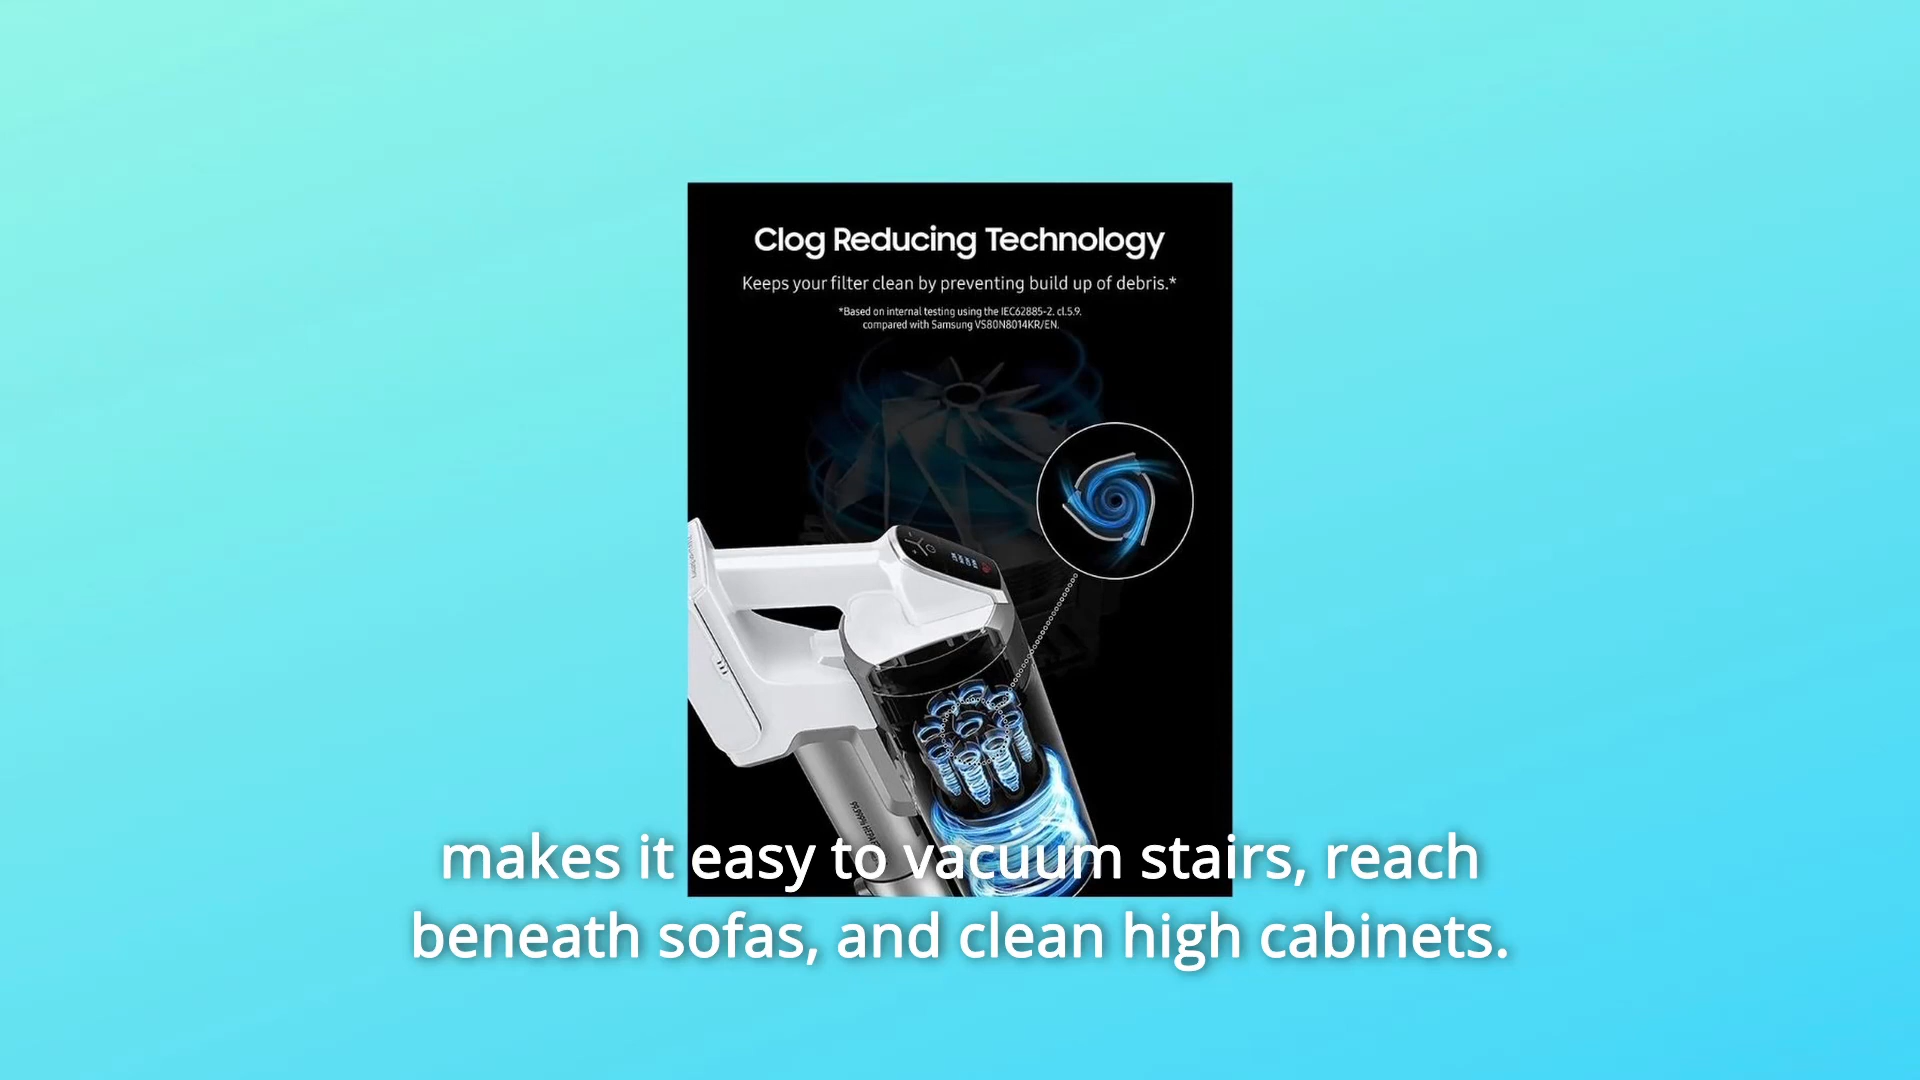 Clog Reducing Technology
Keeps your filter clean by preventing build up of debris.*
*Based on internal testing using the IEC62885-2. cl.5.9.
compared with Samsung VS80N8014KR/EN.
makes it easy to vacuum stairs, reach
beneath sofas, and clean high cabinets.